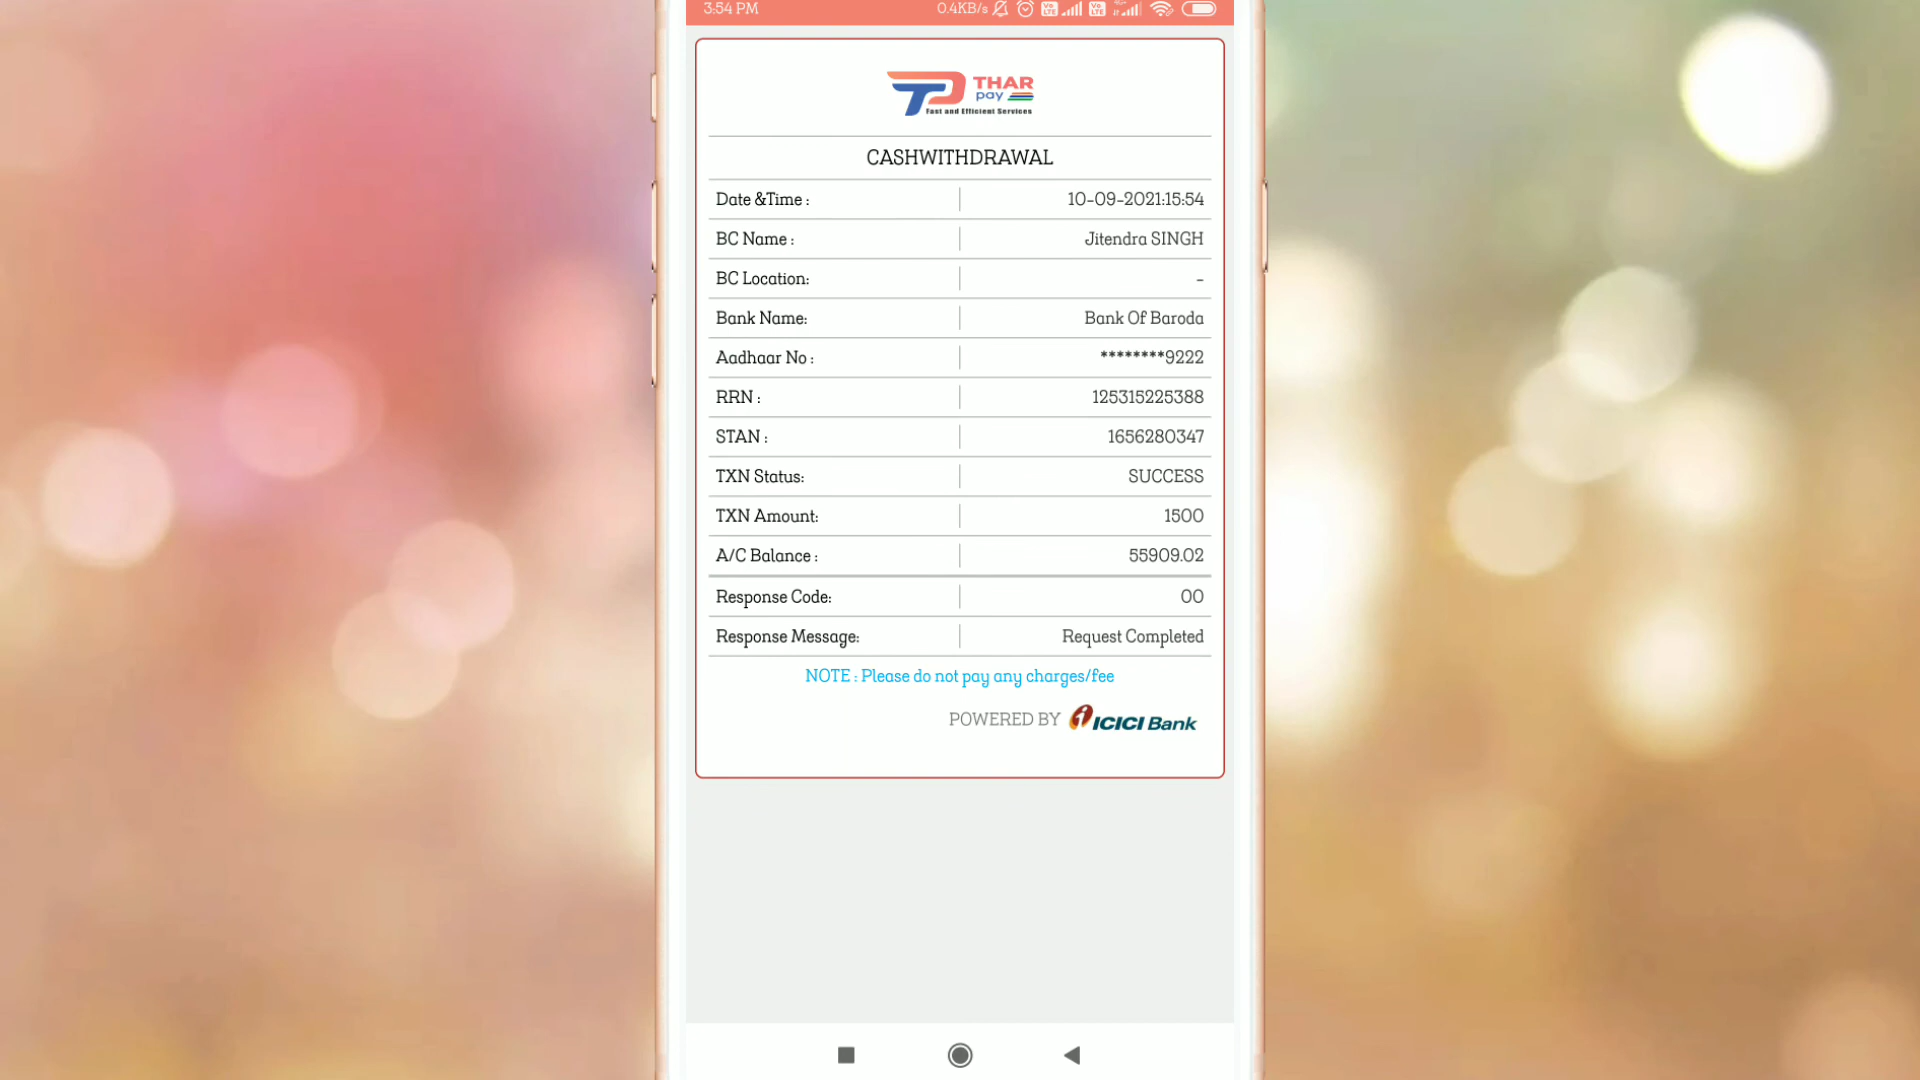 3:54 PM 0.4KB/s
THAR
pay
Fast and Efficient Services
CASHWITHDRAWAL
Date &Time : 10-09-2021:15:54
BC Name : Jitendra SINGH
BC Location: -
Bank Name: Bank Of Baroda
Aadhaar No : ********9222
RRN : 125315225388
STAN : 1656280347
TXN Status: SUCCESS
TXN Amount: 1500
A/C Balance : 55909.02
Response Code: 00
Response Message: Request Completed
NOTE : Please do not pay any charges/fee
POWERED BY ICICI Bank